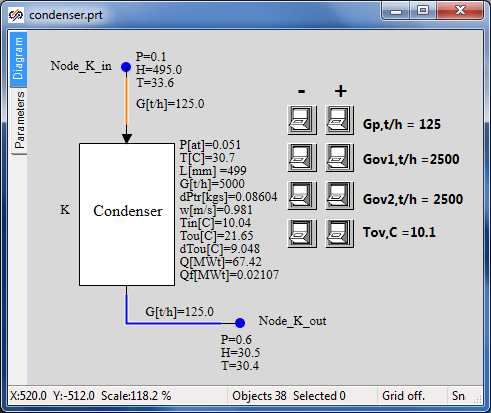 condenser.prt
Diagram
Parameters
Node_K_in
P=0.1
H=495.0
T=33.6
G[t/h]=125.0
- +
Gp,t/h = 125
Gov1,t/h =2500
Gov2,t/h = 2500
Tov,C =10.1
K
Condenser
P[at]=0.051
T[C]=30.7
L[mm] =499
G[t/h]=5000
dPtr[kgs]=0.08604
w[m/s]=0.981
Tin[C]=10.04
Tou[C]=21.65
dTou[C]=9.048
Q[MWt]=67.42
Qf[MWt]=0.02107
G[t/h]=125.0
Node_K_out
P=0.6
H=30.5
T=30.4
X:520.0 Y:-512.0 Scale:118.2 % Objects 38 Selected 0 Grid off. Sn